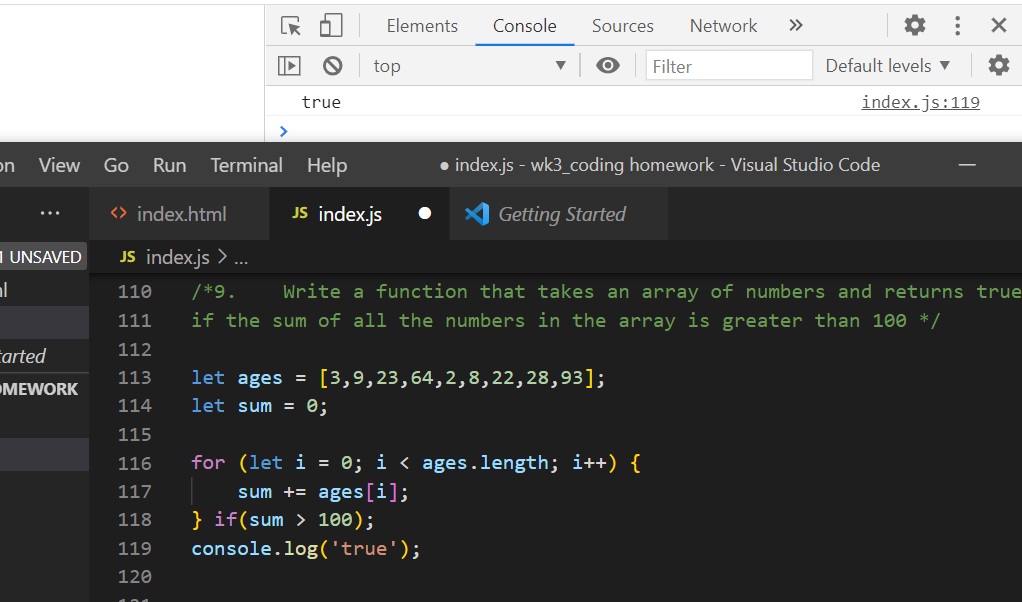 Elements Console Sources Network »
top Filter Default levels ▼
true index.js:119
>
on View Go Run Terminal Help ● index.js - wk3_coding homework - Visual Studio Code
... <> index.html JS index.js ● Getting Started
1 UNSAVED JS index.js > ...
110 /*9. Write a function that takes an array of numbers and returns true
111 if the sum of all the numbers in the array is greater than 100 */
112
arted
113 let ages = [3,9,23,64,2,8,22,28,93];
OMEWORK
114 let sum = 0;
115
116 for (let i = 0; i < ages.length; i++) {
117 sum += ages[i];
118 } if(sum > 100);
119 console.log('true');
120